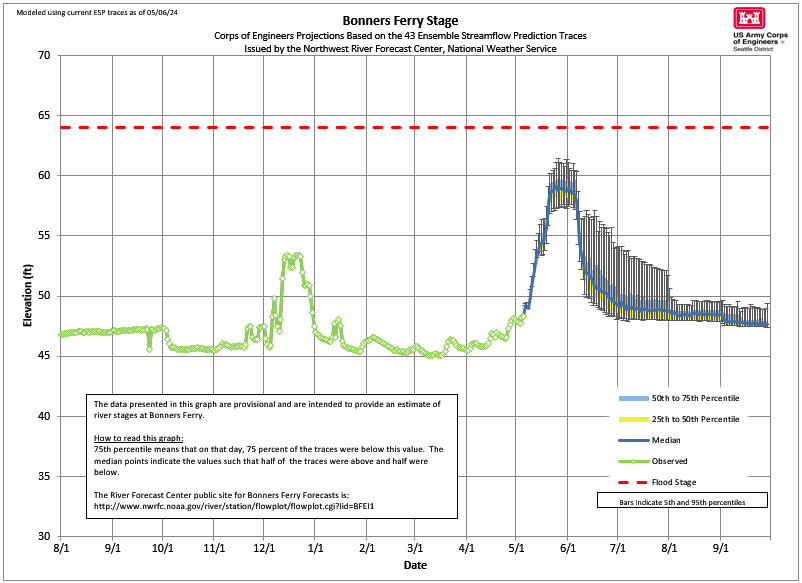 Modeled using current ESP traces as of 05/06/24
Bonners Ferry Stage
Corps of Engineers Projections Based on the 43 Ensemble Streamflow Prediction Traces
Issued by the Northwest River Forecast Center, National Weather Service
US Army Corps
of Engineers ®
Seattle District
70
65
60
55
50
45
40
35
30
Elevation (ft)
The data presented in this graph are provisional and are intended to provide an estimate of
river stages at Bonners Ferry.
How to read this graph:
75th percentile means that on that day, 75 percent of the traces were below this value. The
median points indicate the values such that half of the traces were above and half were
below.
The River Forecast Center public site for Bonners Ferry Forecasts is:
http://www.nwrfc.noaa.gov/river/station/flowplot/flowplot.cgi?lid=BFEI1
50th to 75th Percentile
25th to 50th Percentile
Median
Observed
Flood Stage
Bars Indicate 5th and 95th percentiles
8/1 9/1 10/1 11/1 12/1 1/1 2/1 3/1 4/1 5/1 6/1 7/1 8/1 9/1
Date